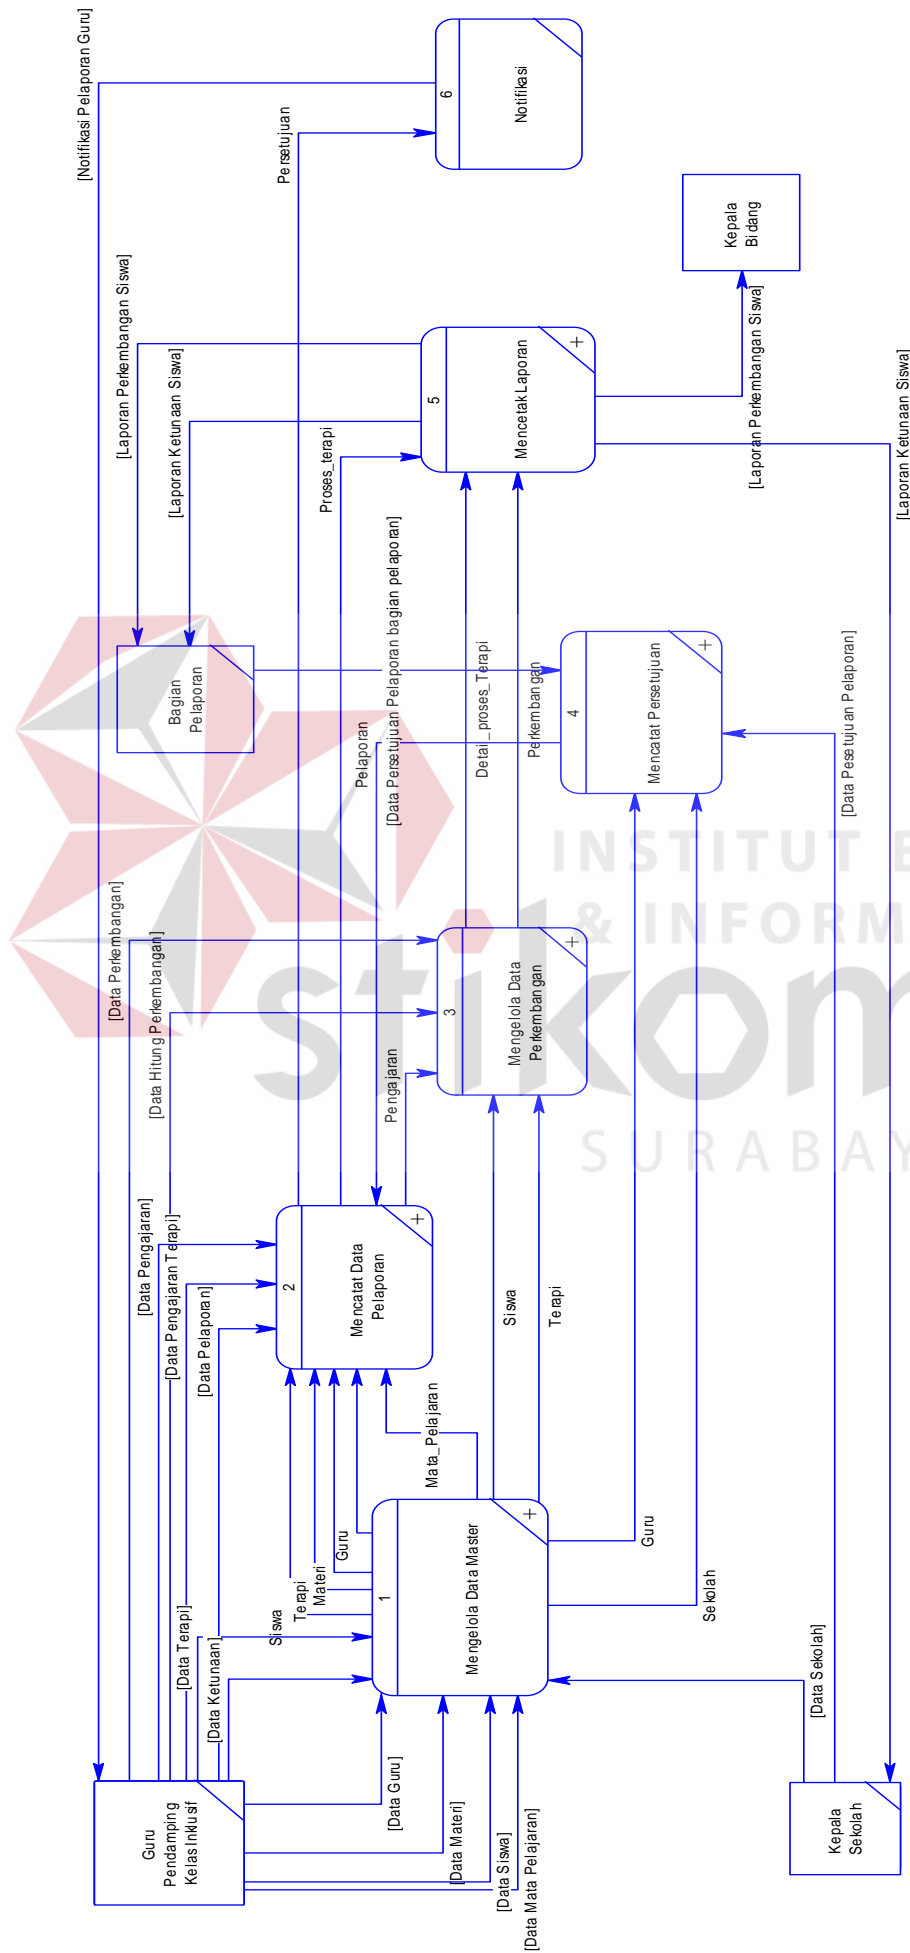 [Notifikasi Pelaporan Guru]
6
Notifikasi
Persetujuan
Kepala
Bidang
[Laporan Perkembangan Siswa]
[Laporan Ketunaan Siswa]
Proses_terapi
5
Mencetak Laporan
+
[Laporan Perkembangan Siswa]
[Laporan Ketunaan Siswa]
Bagian
Pelaporan
Pelaporan
[Data Persetujuan Pelaporan bagian pelaporan]
Detail_proses_Terapi
Perkembangan
4
Mencatat Persetujuan
+
[Data Pesetujuan Pelaporan]
[Data Perkembangan]
[Data Hitung Perkembangan]
Pengajaran
3
Mengelola Data
Perkembangan
+
[Data Pengajaran]
[Data Pengajaran Terapi]
[Data Pelaporan]
2
Mencatat Data
Pelaporan
+
Siswa
Terapi
Mata_Pelajaran
Siswa
Terapi
Materi
Guru
1
Mengelola Data Master
+
Guru
Sekolah
[Data Terapi]
[Data Ketunaan]
[Data Guru]
[Data Materi]
[Data Siswa]
[Data Mata Pelajaran]
[Data Sekolah]
Guru
Pendamping
Kelas Inklusif
Kepala
Sekolah
INSTITUT B
& INFORM
stikom
SURABAY